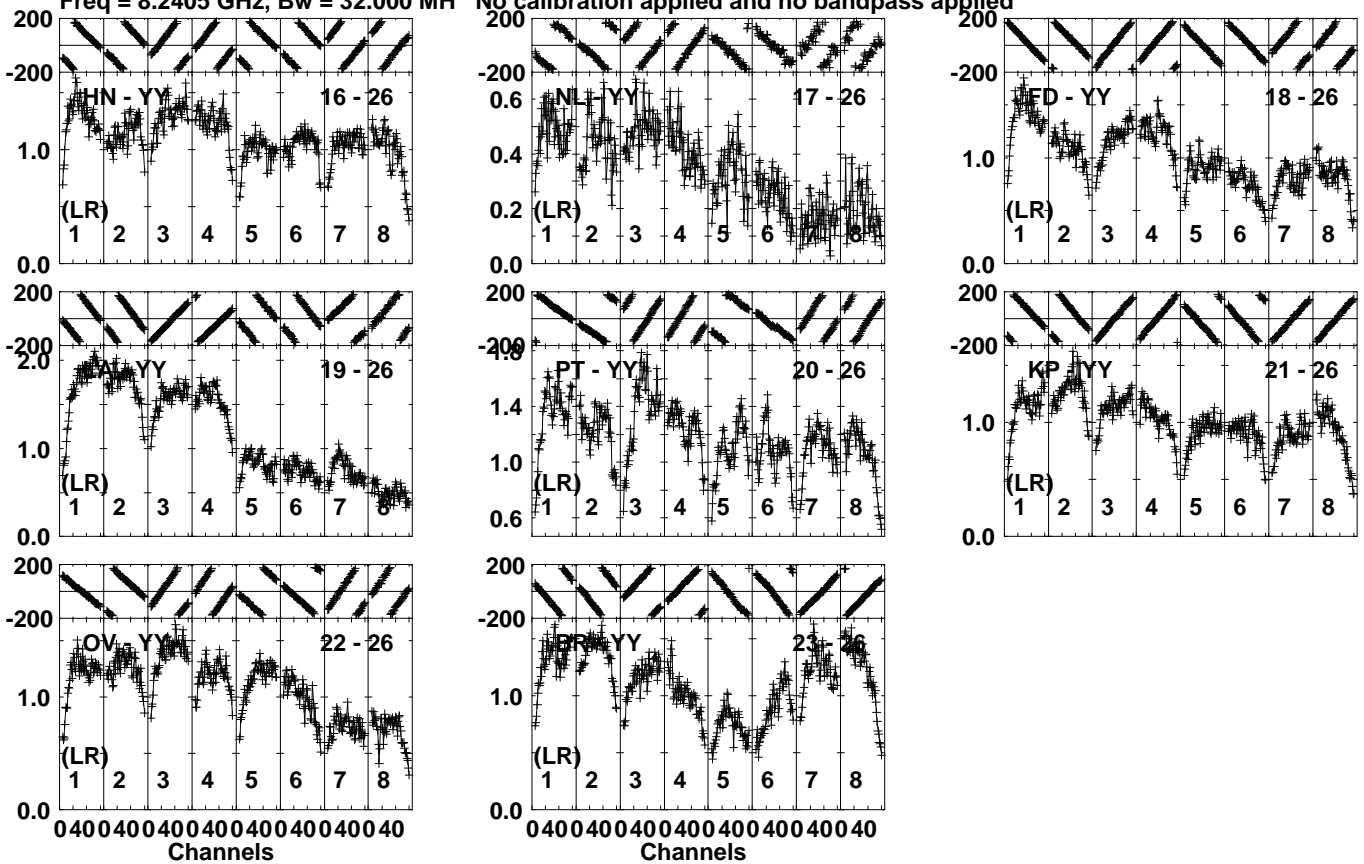 Freq = 8.2405 GHz, Bw = 32.000 MH No calibration applied and no bandpass applied
200 200 200
-200 -200 -200
HN - YY 16 - 26 NL - YY 17 - 26 FD - YY 18 - 26
0.6
1.0 1.0
0.4
(LR) 0.2 (LR) (LR)
1 2 3 4 5 6 7 8 1 2 3 4 5 6 7 8 1 2 3 4 5 6 7 8
0.0 0.0 0.0
200 200 200
-200 -200 -200
2.0 1.8
LA - YY 19 - 26 PT - YY 20 - 26 KP - YY 21 - 26
1.4 1.0
1.0 1.0
(LR) (LR) (LR)
1 2 3 4 5 6 7 8 0.6 1 2 3 4 5 6 7 8 1 2 3 4 5 6 7 8
0.0 0.0
200 200
-200 -200
OV - YY 22 - 26 BR - YY 23 - 26
1.0 1.0
(LR) (LR)
1 2 3 4 5 6 7 8 1 2 3 4 5 6 7 8
0.0 0.0
0 40 0 40 0 40 0 40 0 40 0 40 0 40 0 40 0 40 0 40 0 40 0 40 0 40 0 40 0 40 0 40
Channels Channels